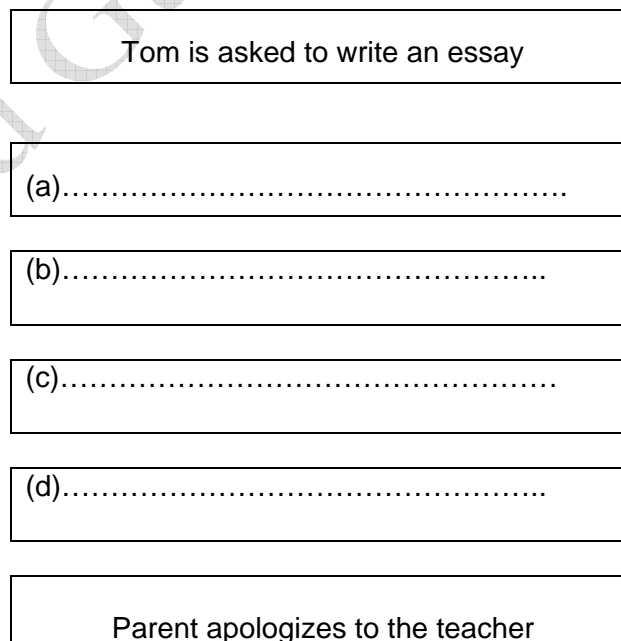 Tom is asked to write an essay
(a)…………………………………………….
(b)…………………………………………..
(c)……………………………………………
(d)…………………………………………..
Parent apologizes to the teacher